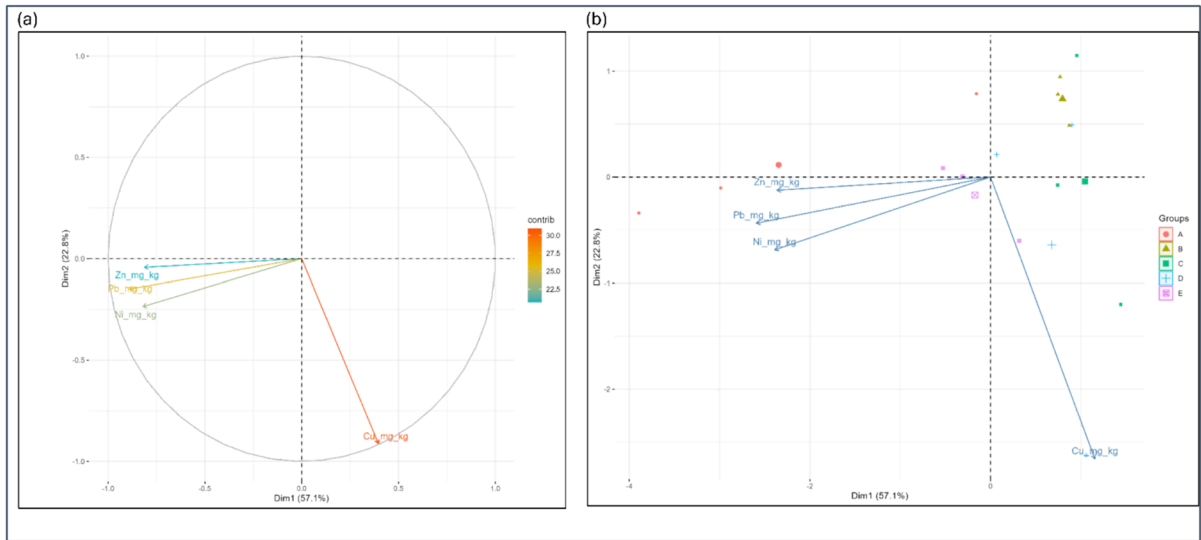 (a)
1.0
0.5
0.0
-0.5
-1.0
Dim2 (22.8%)
Zn_mg_kg
Pb_mg_kg
Ni_mg_kg
Cu_mg_kg
-1.0
-0.5
0.0
0.5
1.0
Dim1 (57.1%)
contrib
30.0
27.5
25.0
22.5
(b)
1
0
-1
-2
Dim2 (22.8%)
Zn_mg_kg
Pb_mg_kg
Ni_mg_kg
Cu_mg_kg
-4
-2
0
Dim1 (57.1%)
Groups
A
B
C
D
E